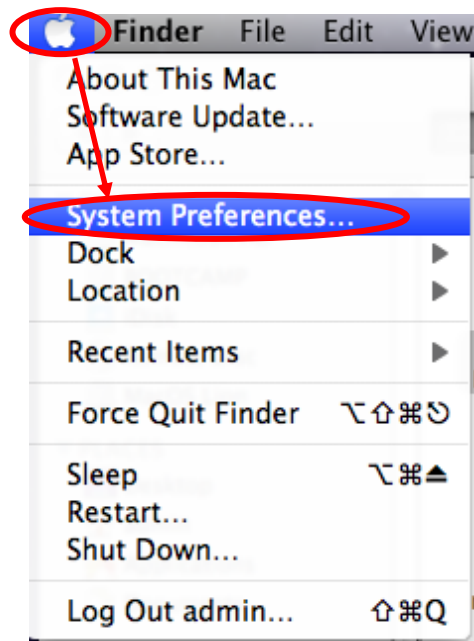 Finder File Edit View
About This Mac
Software Update...
App Store...
System Preferences...
Dock
Location
Recent Items
Force Quit Finder ⌥⇧⌘⎋
Sleep ⌥⌘⏏
Restart...
Shut Down...
Log Out admin... ⇧⌘Q